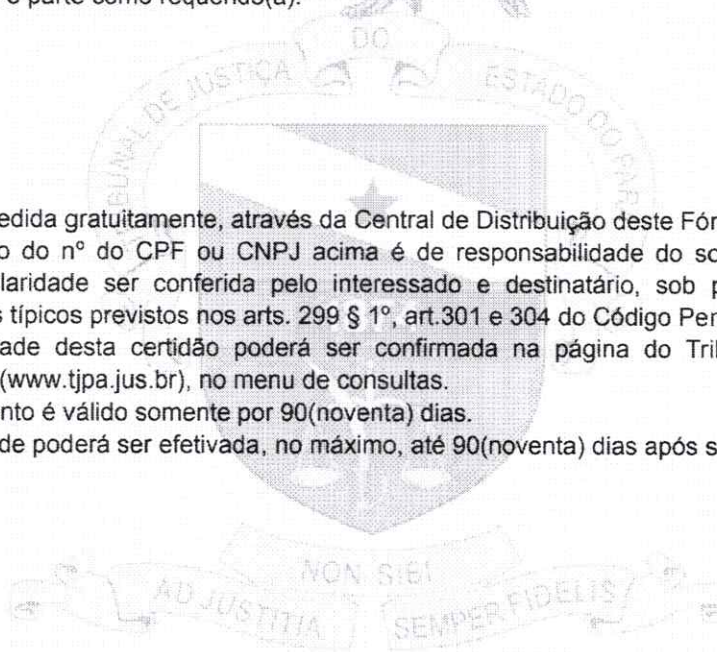 e parte como requerido(a).
DO
TRIBUNAL DE JUSTIÇA
ESTADO DO PARÁ
edida gratuitamente, através da Central de Distribuição deste Fór
o do nº do CPF ou CNPJ acima é de responsabilidade do so
laridade ser conferida pelo interessado e destinatário, sob p
s típicos previstos nos arts. 299 § 1º, art.301 e 304 do Código Per
ade desta certidão poderá ser confirmada na página do Tril
(www.tjpa.jus.br), no menu de consultas.
nto é válido somente por 90(noventa) dias.
de poderá ser efetivada, no máximo, até 90(noventa) dias após s
NON SIBI
AD JUSTITIA
SEMPER FIDELIS